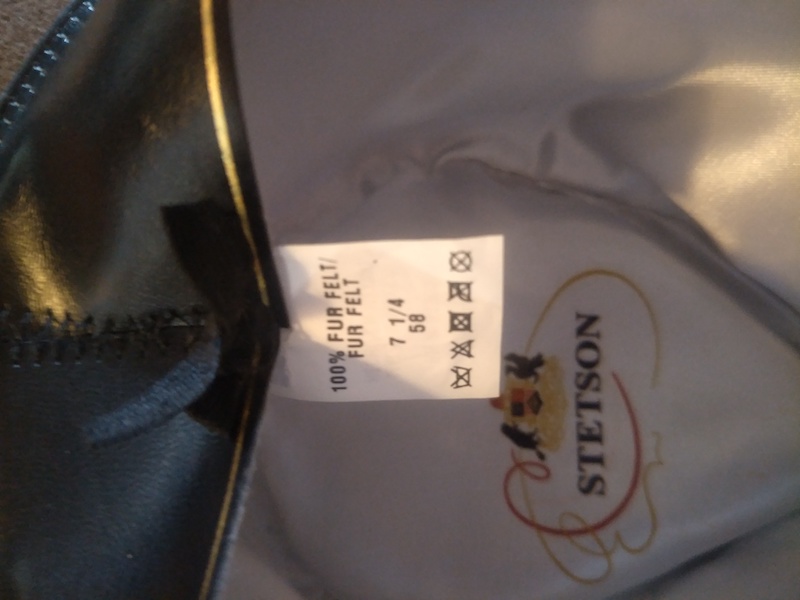 100% FUR FELT/
FUR FELT
7 1/4
58
STETSON